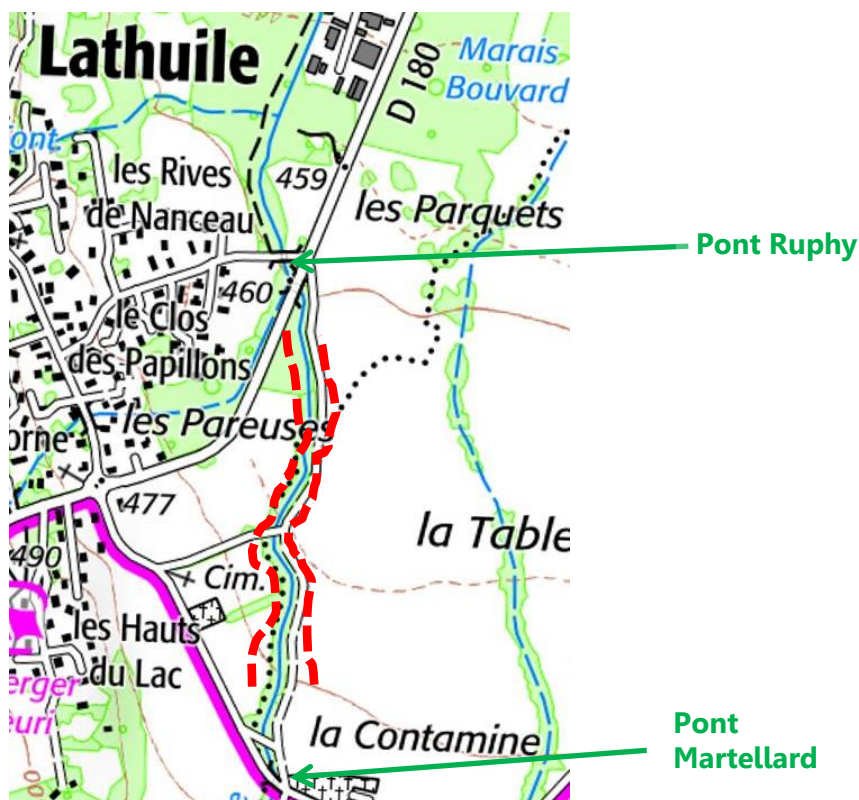 Lathuile
Marais
Bouvard
D 180
ont.
les Rives
de Nanceau
459
les Parquets
Pont Ruphy
460
le Clos
des Papillons
les Pareuses
orne
477
la Table
490
Cim.
les Hauts
du Lac
erger
euri
la Contamine
Pont
Martellard